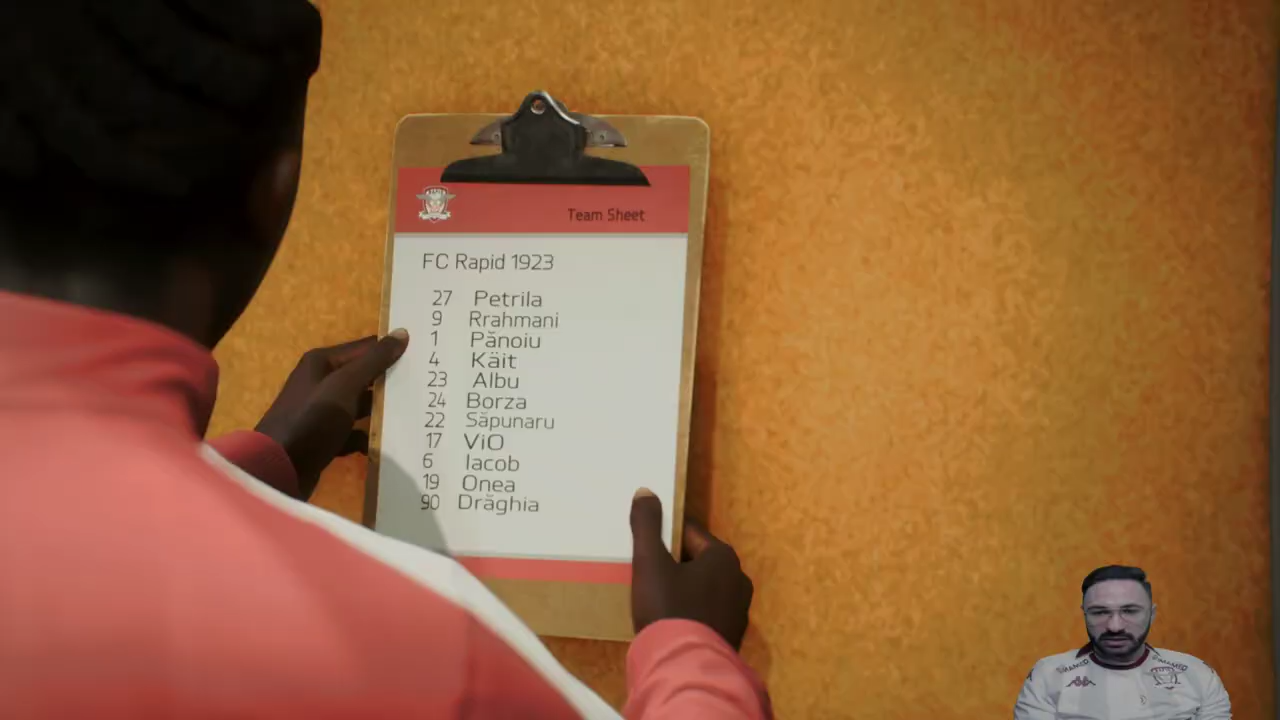 Team Sheet
FC Rapid 1923
27 Petrila
9 Rrahmani
1 Pănoiu
4 Käit
23 Albu
24 Borza
22 Săpunaru
17 ViO
6 Iacob
19 Onea
90 Drăghia